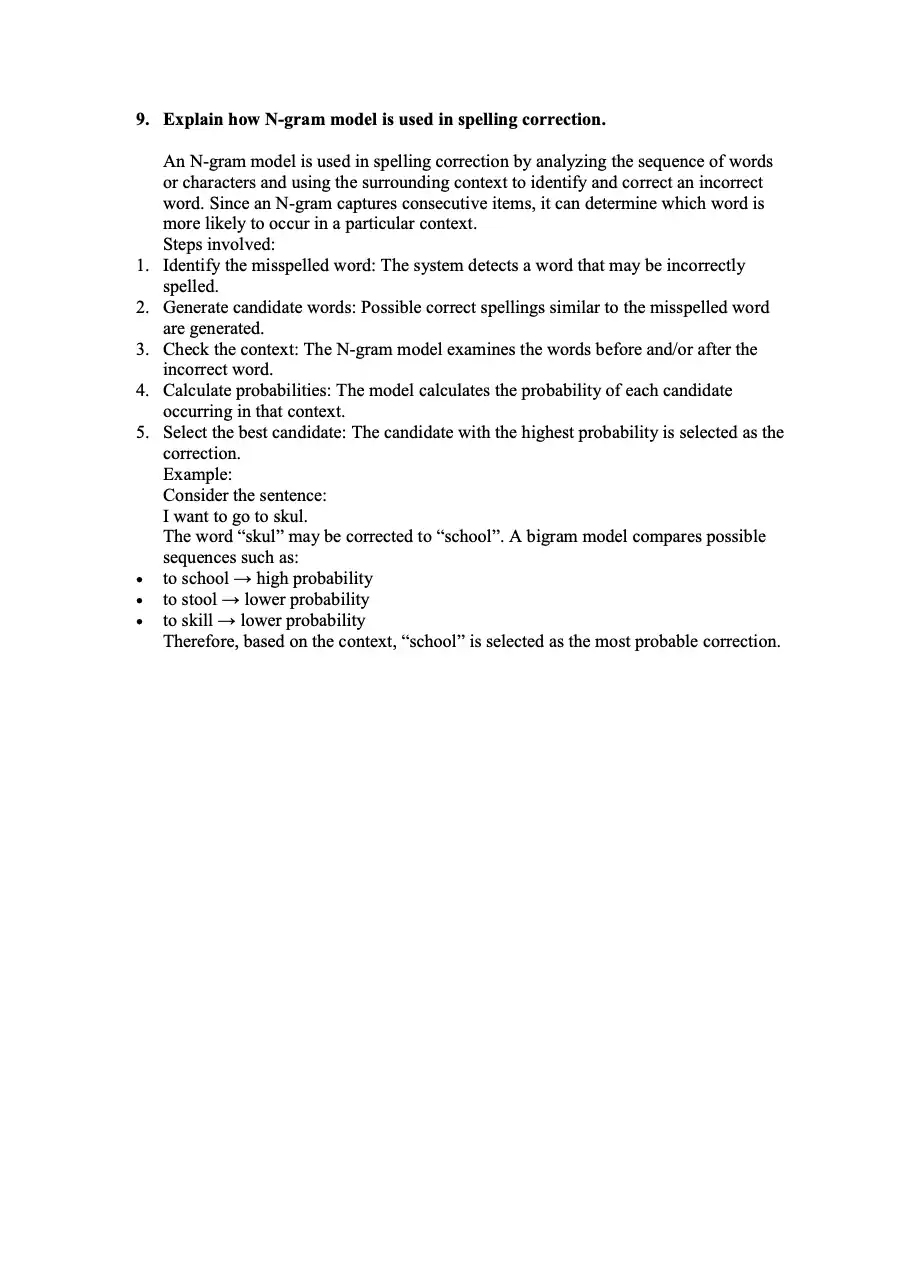 9. Explain how N-gram model is used in spelling correction.
An N-gram model is used in spelling correction by analyzing the sequence of words
or characters and using the surrounding context to identify and correct an incorrect
word. Since an N-gram captures consecutive items, it can determine which word is
more likely to occur in a particular context.
Steps involved:
1. Identify the misspelled word: The system detects a word that may be incorrectly
spelled.
2. Generate candidate words: Possible correct spellings similar to the misspelled word
are generated.
3. Check the context: The N-gram model examines the words before and/or after the
incorrect word.
4. Calculate probabilities: The model calculates the probability of each candidate
occurring in that context.
5. Select the best candidate: The candidate with the highest probability is selected as the
correction.
Example:
Consider the sentence:
I want to go to skul.
The word “skul” may be corrected to “school”. A bigram model compares possible
sequences such as:
• to school → high probability
• to stool → lower probability
• to skill → lower probability
Therefore, based on the context, “school” is selected as the most probable correction.